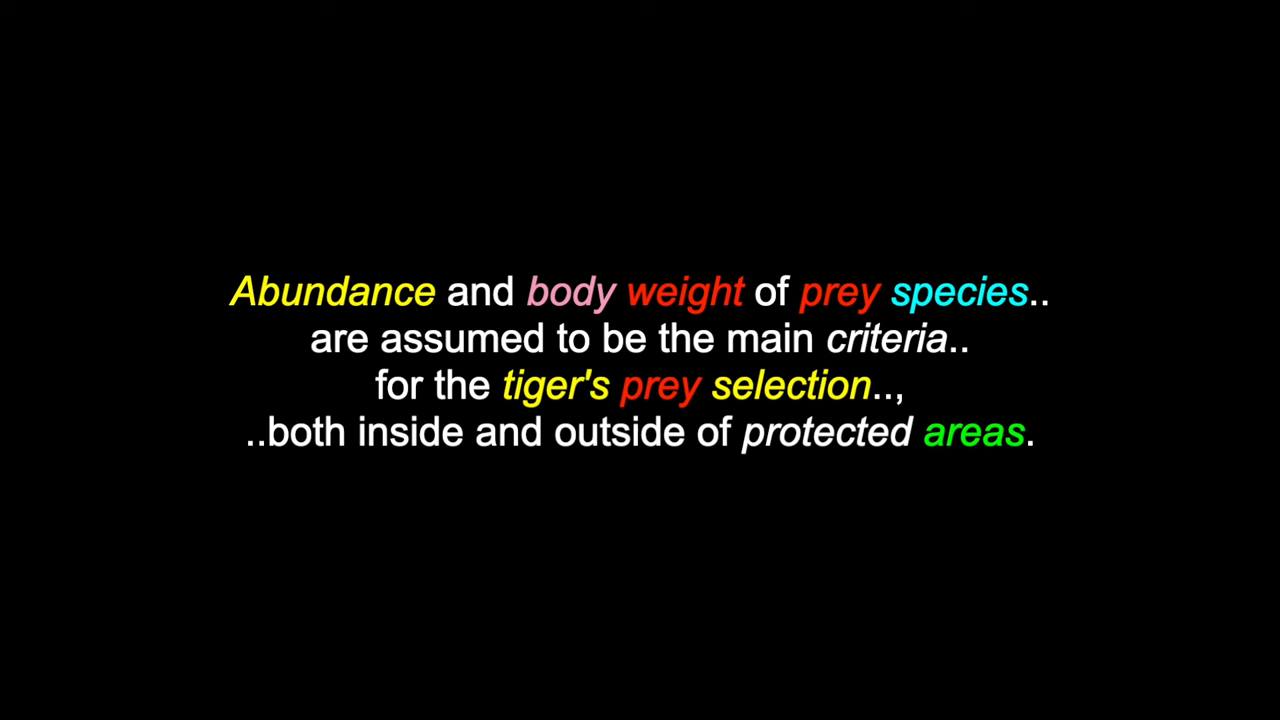 Abundance and body weight of prey species..
are assumed to be the main criteria..
for the tiger's prey selection..,
..both inside and outside of protected areas.